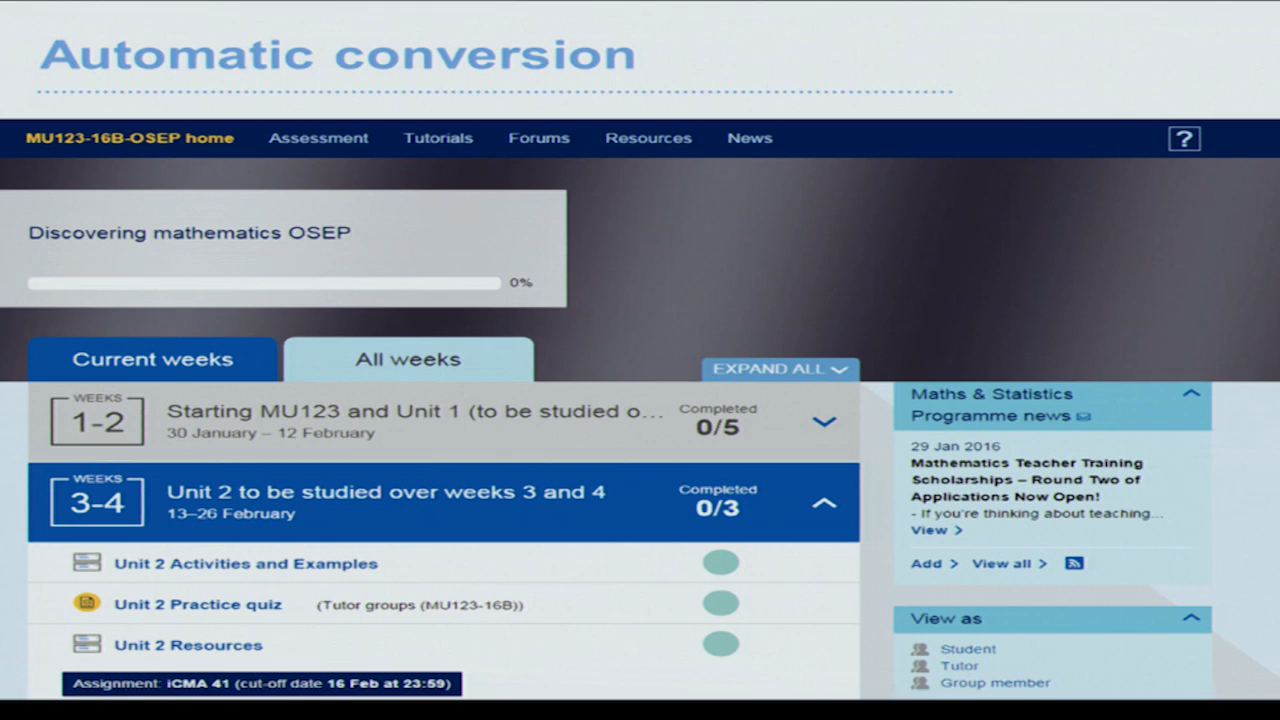 Automatic conversion
MU123-16B-OSEP home Assessment Tutorials Forums Resources News ?
Discovering mathematics OSEP
0%
Current weeks All weeks EXPAND ALL
WEEKS
1-2
Starting MU123 and Unit 1 (to be studied o...
30 January – 12 February
Completed
0/5
WEEKS
3-4
Unit 2 to be studied over weeks 3 and 4
13–26 February
Completed
0/3
Unit 2 Activities and Examples
Unit 2 Practice quiz (Tutor groups (MU123-16B))
Unit 2 Resources
Assignment: iCMA 41 (cut-off date 16 Feb at 23:59)
Maths & Statistics
Programme news
29 Jan 2016
Mathematics Teacher Training
Scholarships – Round Two of
Applications Now Open!
- If you're thinking about teaching...
View >
Add > View all >
View as
Student
Tutor
Group member